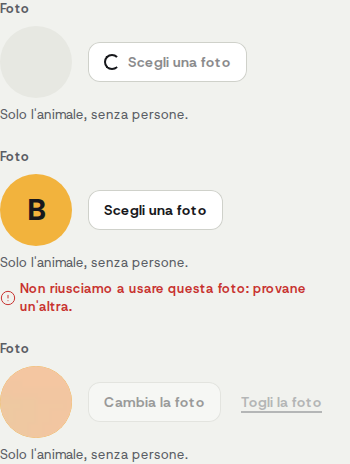 Foto
Scegli una foto
Solo l'animale, senza persone.
Foto
B
Scegli una foto
Solo l'animale, senza persone.
Non riusciamo a usare questa foto: provane
un'altra.
Foto
Cambia la foto
Togli la foto
Solo l'animale, senza persone.